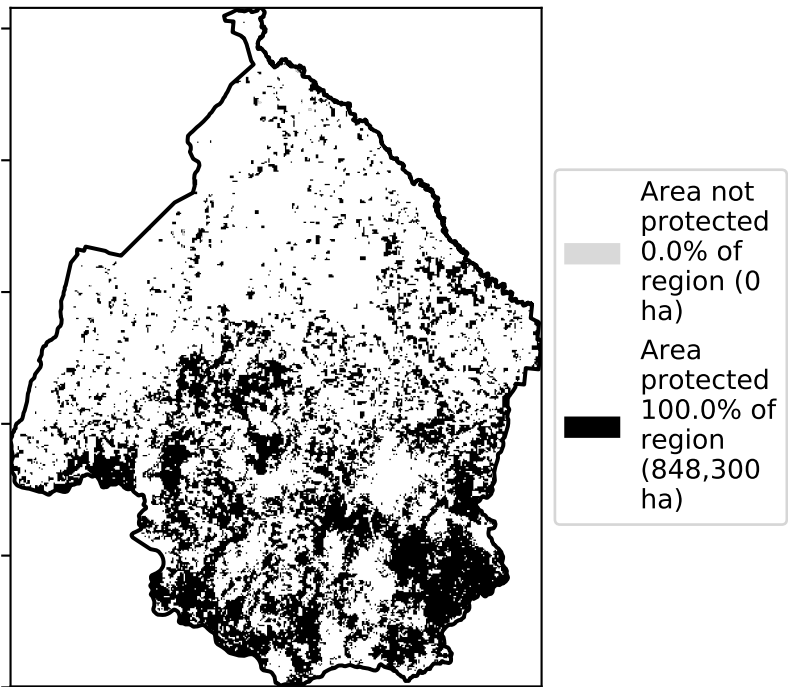 Area not
protected
0.0% of
region (0
ha)
Area
protected
100.0% of
region
(848,300
ha)